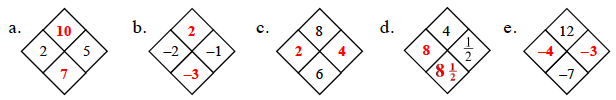 a. 10 2 5 7
b. 2 –2 –1 –3
c. 8 2 4 6
d. 4 8 1/2 8 1/2
e. 12 –4 –3 –7